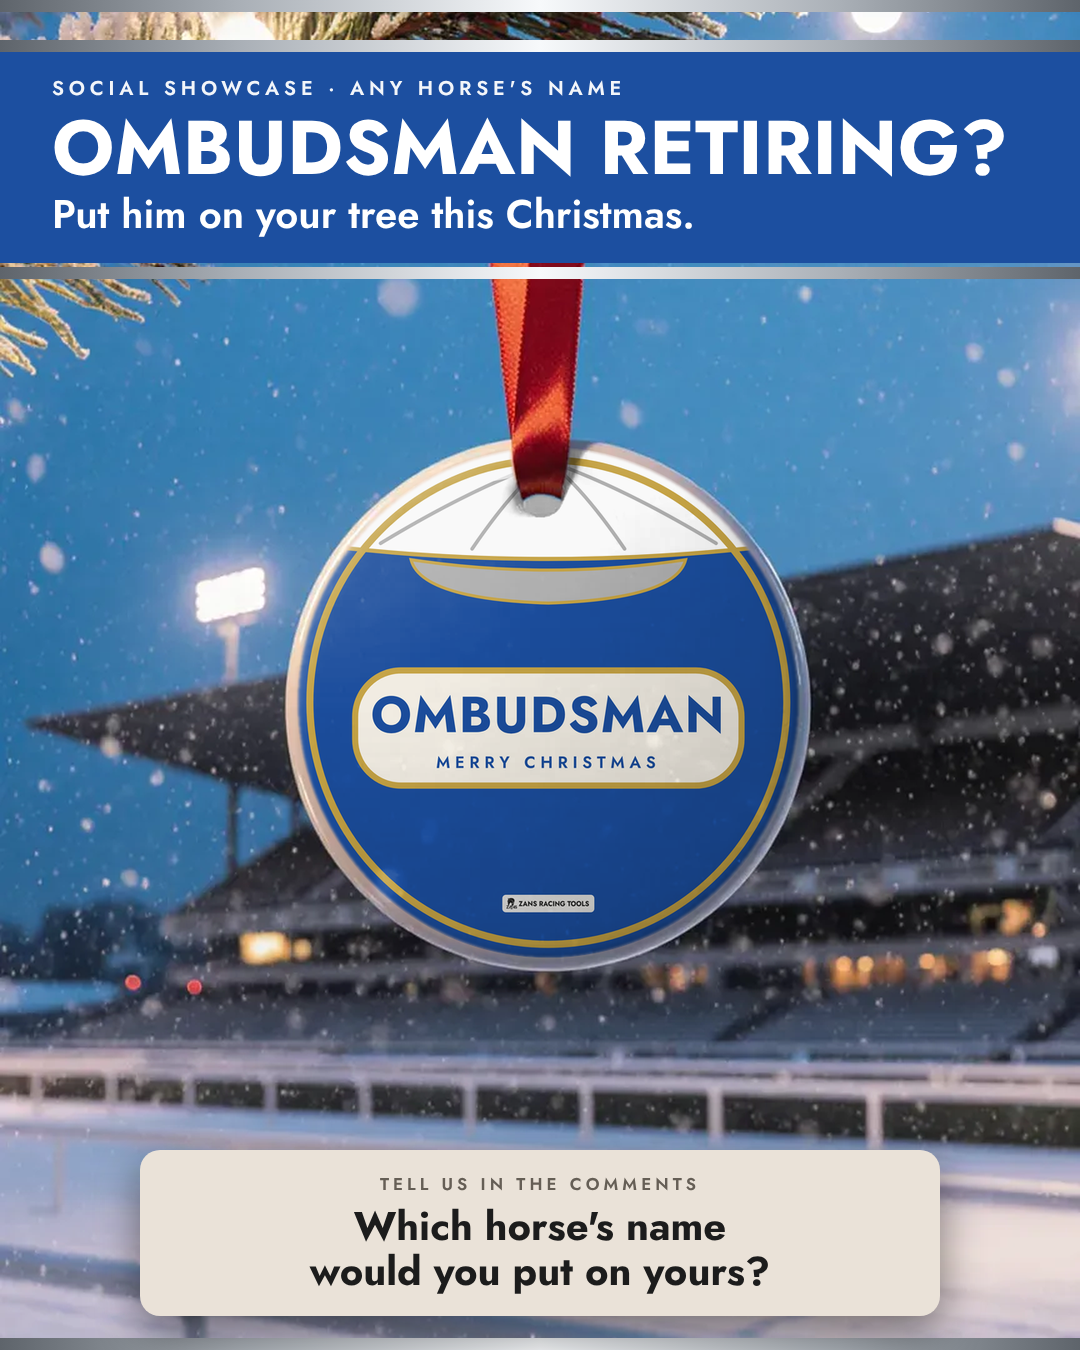 SOCIAL SHOWCASE · ANY HORSE'S NAME
OMBUDSMAN RETIRING?
Put him on your tree this Christmas.
OMBUDSMAN
MERRY CHRISTMAS
ZANS RACING TOOLS
TELL US IN THE COMMENTS
Which horse's name
would you put on yours?